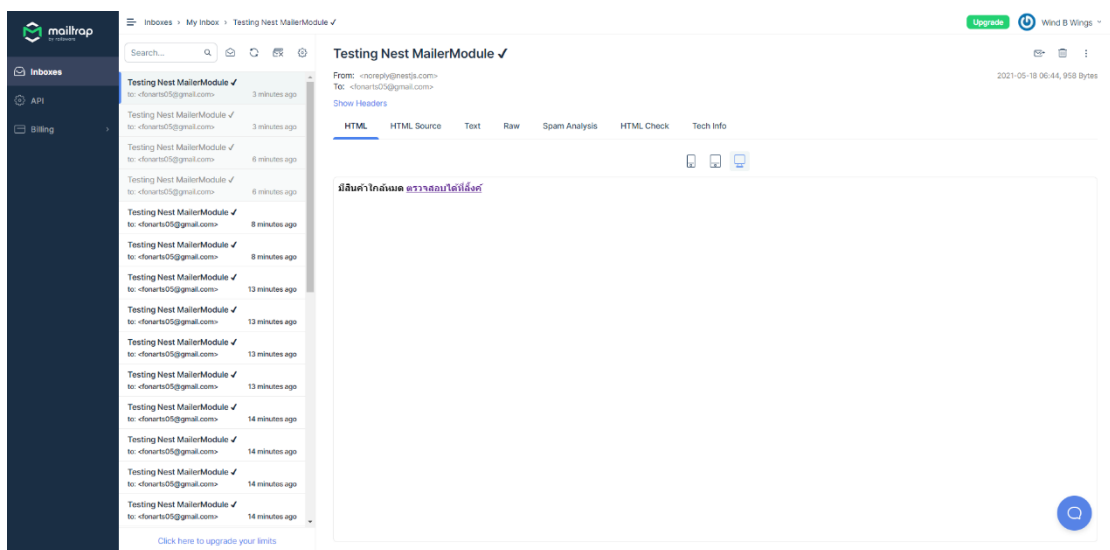 mailtrap
by railsware
Inboxes
API
Billing
Inboxes › My Inbox › Testing Nest MailerModule ✓
Upgrade
Wind B Wings
Search...
Testing Nest MailerModule ✓
to: <fonarts05@gmail.com> 3 minutes ago
Testing Nest MailerModule ✓
to: <fonarts05@gmail.com> 3 minutes ago
Testing Nest MailerModule ✓
to: <fonarts05@gmail.com> 6 minutes ago
Testing Nest MailerModule ✓
to: <fonarts05@gmail.com> 6 minutes ago
Testing Nest MailerModule ✓
to: <fonarts05@gmail.com> 8 minutes ago
Testing Nest MailerModule ✓
to: <fonarts05@gmail.com> 8 minutes ago
Testing Nest MailerModule ✓
to: <fonarts05@gmail.com> 13 minutes ago
Testing Nest MailerModule ✓
to: <fonarts05@gmail.com> 13 minutes ago
Testing Nest MailerModule ✓
to: <fonarts05@gmail.com> 13 minutes ago
Testing Nest MailerModule ✓
to: <fonarts05@gmail.com> 13 minutes ago
Testing Nest MailerModule ✓
to: <fonarts05@gmail.com> 14 minutes ago
Testing Nest MailerModule ✓
to: <fonarts05@gmail.com> 14 minutes ago
Testing Nest MailerModule ✓
to: <fonarts05@gmail.com> 14 minutes ago
Testing Nest MailerModule ✓
to: <fonarts05@gmail.com> 14 minutes ago
Click here to upgrade your limits
Testing Nest MailerModule ✓
From: <noreply@nestjs.com>
2021-05-18 06:44, 958 Bytes
To: <fonarts05@gmail.com>
Show Headers
HTML HTML Source Text Raw Spam Analysis HTML Check Tech Info
มีสินค้าใกล้หมด ตรวจสอบได้ที่ลิ้งค์